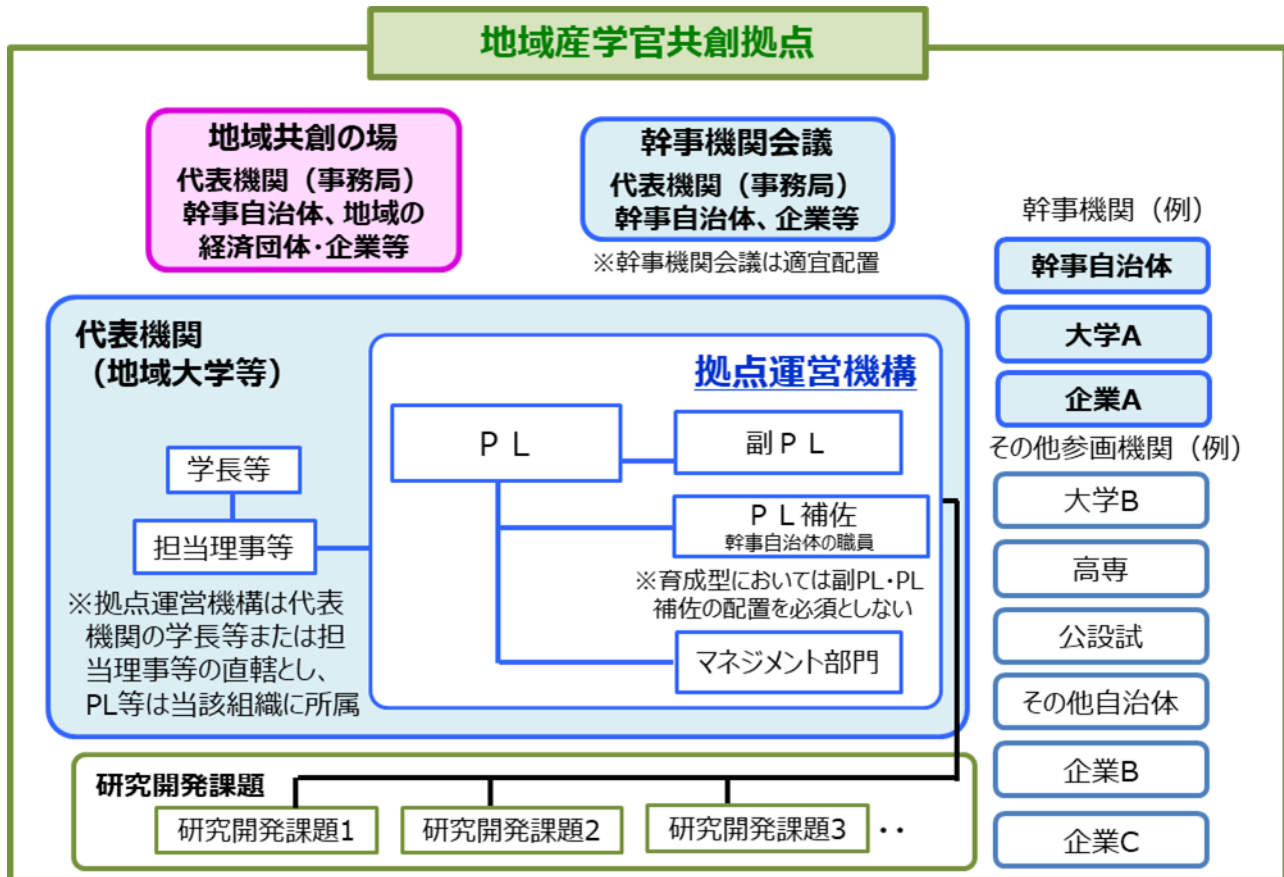 地域産学官共創拠点
地域共創の場
代表機関（事務局）
幹事自治体、地域の
経済団体・企業等
幹事機関会議
代表機関（事務局）
幹事自治体、企業等
※幹事機関会議は適宜配置
幹事機関（例）
幹事自治体
大学A
企業A
その他参画機関（例）
大学B
高専
公設試
その他自治体
企業B
企業C
代表機関
（地域大学等）
学長等
担当理事等
※拠点運営機構は代表
機関の学長等または担
当理事等の直轄とし、
PL等は当該組織に所属
拠点運営機構
ＰＬ
副ＰＬ
ＰＬ補佐
幹事自治体の職員
※育成型においては副PL・PL
補佐の配置を必須としない
マネジメント部門
研究開発課題
研究開発課題1
研究開発課題2
研究開発課題3
・・